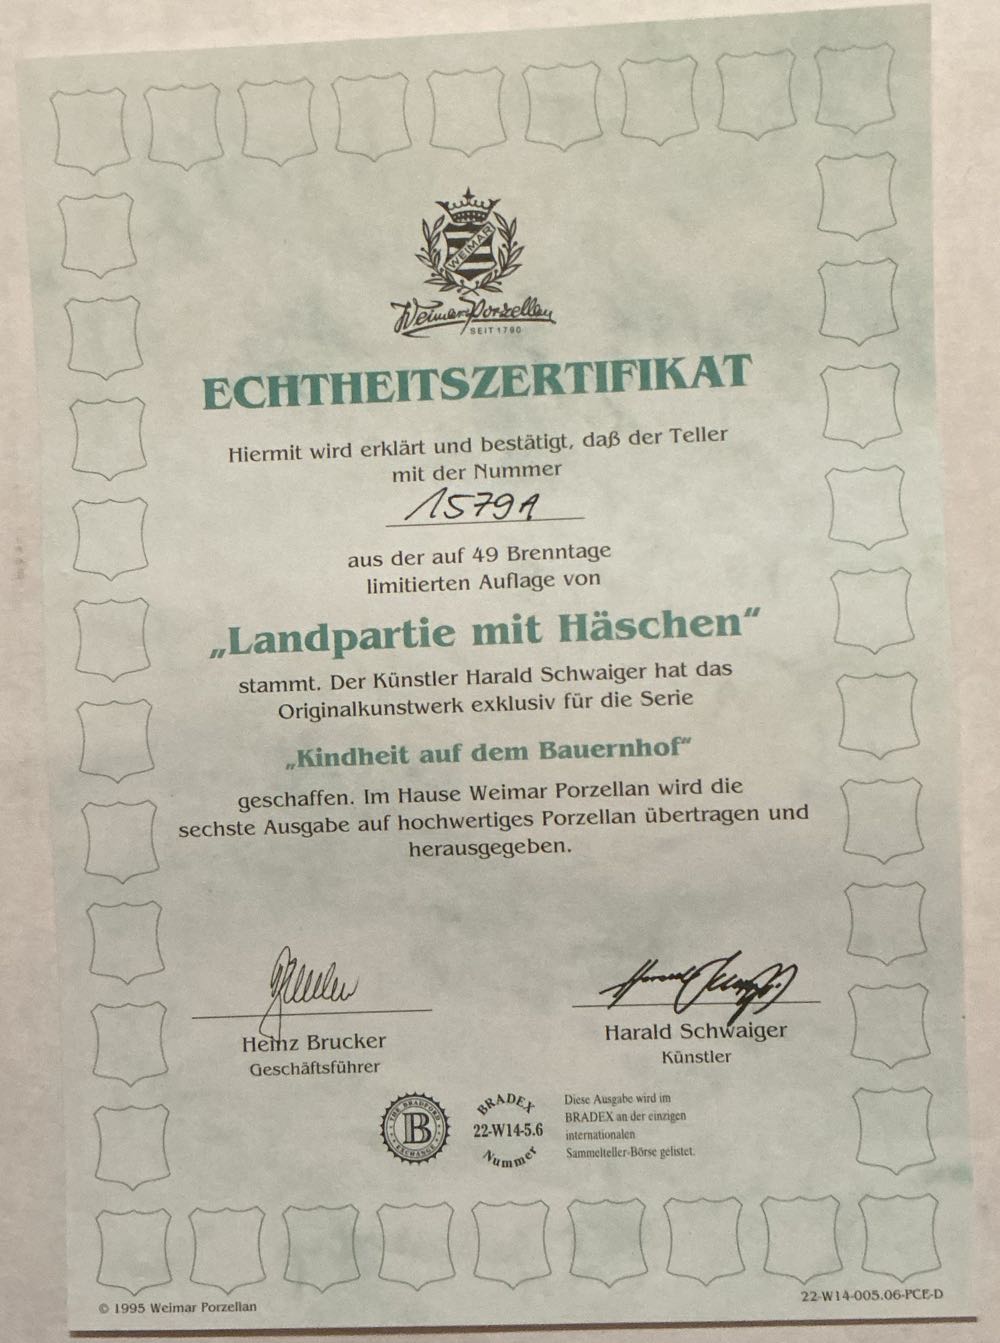 WEIMAR
Weimar Porzellan
SEIT 1790
ECHTHEITSZERTIFIKAT
Hiermit wird erklärt und bestätigt, daß der Teller
mit der Nummer
1579A
aus der auf 49 Brenntage
limitierten Auflage von
„Landpartie mit Häschen“
stammt. Der Künstler Harald Schwaiger hat das
Originalkunstwerk exklusiv für die Serie
„Kindheit auf dem Bauernhof“
geschaffen. Im Hause Weimar Porzellan wird die
sechste Ausgabe auf hochwertiges Porzellan übertragen und
herausgegeben.
Heinz Brucker
Geschäftsführer
Harald Schwaiger
Künstler
THE BRADFORD
B
EXCHANGE
BRADEX
22-W14-5.6
Nummer
Diese Ausgabe wird im
BRADEX an der einzigen
internationalen
Sammelteller-Börse gelistet.
© 1995 Weimar Porzellan
22-W14-005.06-PCE-D